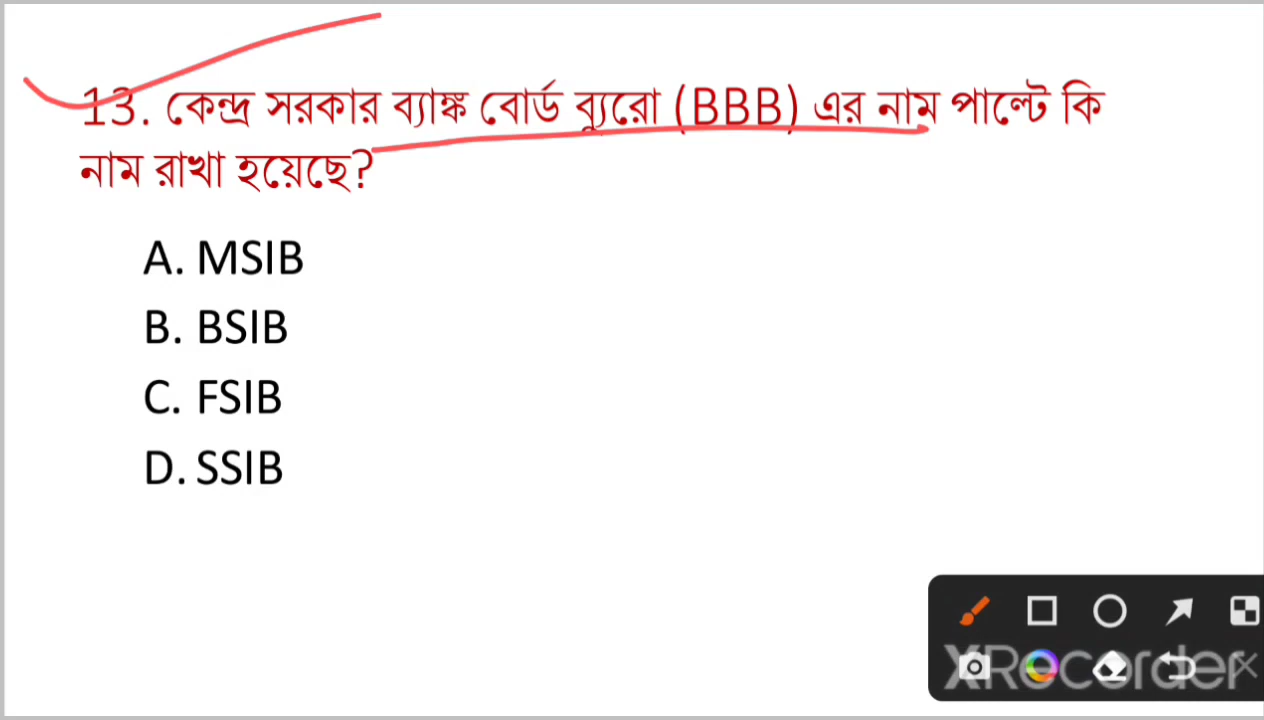 13. কেন্দ্র সরকার ব্যাঙ্ক বোর্ড ব্যুরো (BBB) এর নাম পাল্টে কি
নাম রাখা হয়েছে?
A. MSIB
B. BSIB
C. FSIB
D. SSIB
XRecorder